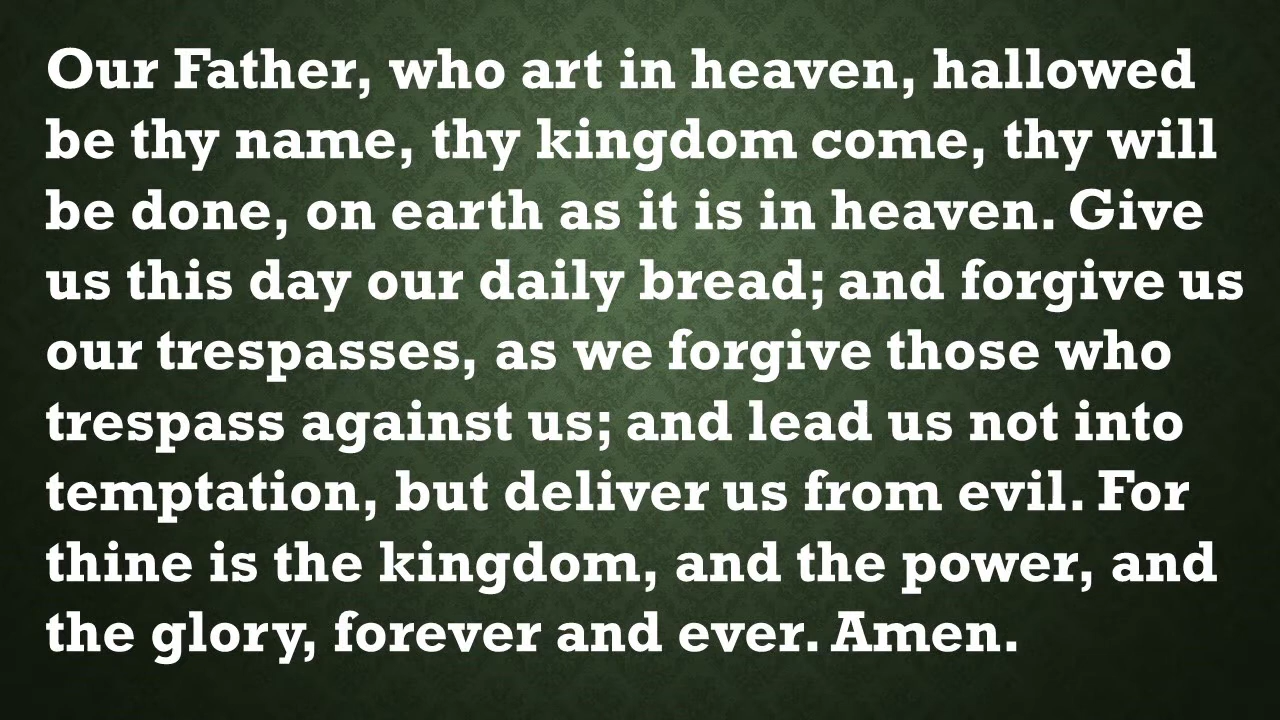 Our Father, who art in heaven, hallowed
be thy name, thy kingdom come, thy will
be done, on earth as it is in heaven. Give
us this day our daily bread; and forgive us
our trespasses, as we forgive those who
trespass against us; and lead us not into
temptation, but deliver us from evil. For
thine is the kingdom, and the power, and
the glory, forever and ever. Amen.